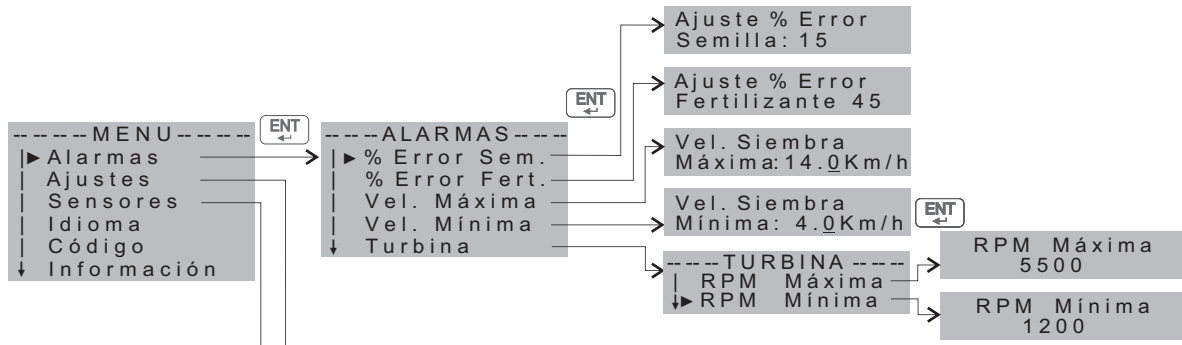 -- -- -- -- MENU -- -- -- --
Alarmas
Ajustes
Sensores
Idioma
Código
Información
ENT
-- -- -- ALARMAS -- -- --
% Error Sem.
% Error Fert.
Vel. Máxima
Vel. Mínima
Turbina
ENT
Ajuste % Error
Semilla: 15
Ajuste % Error
Fertilizante 45
Vel. Siembra
Máxima: 14.0Km/h
Vel. Siembra
Mínima: 4.0Km/h
-- -- -- TURBINA -- -- --
RPM Máxima
RPM Mínima
ENT
RPM Máxima
5500
RPM Mínima
1200